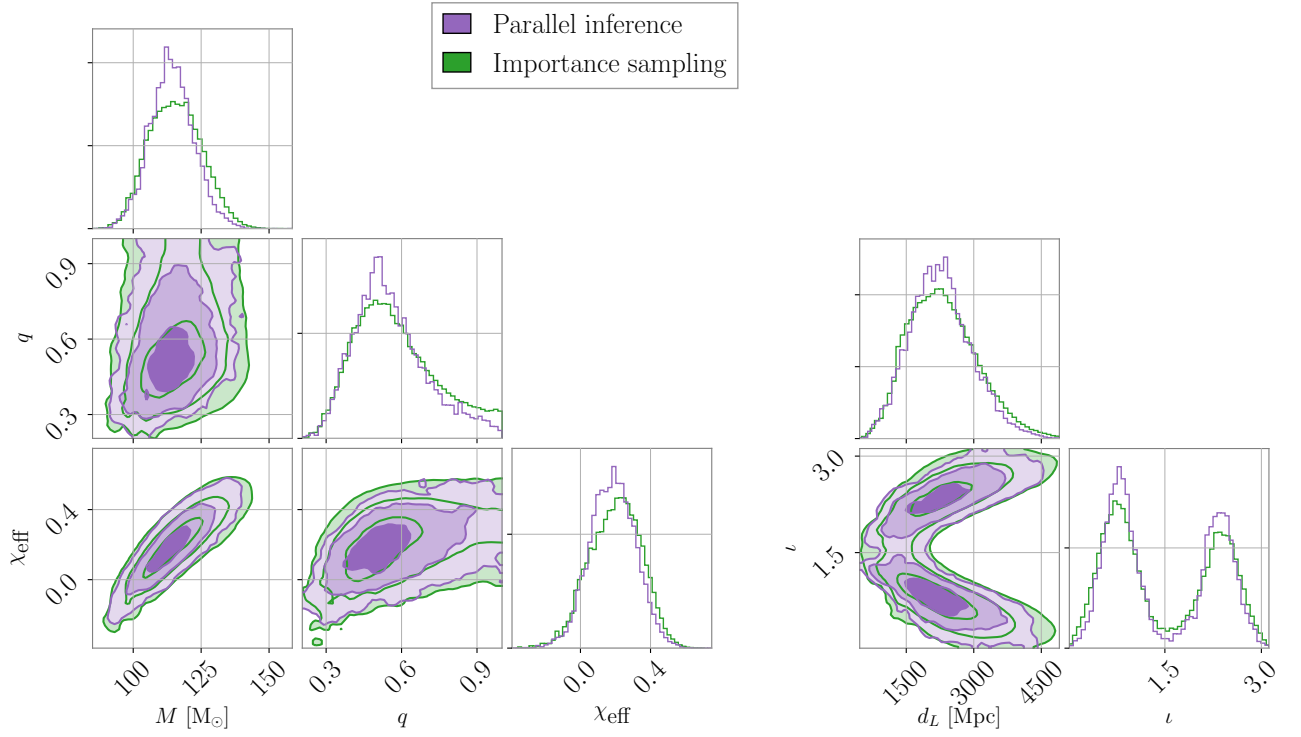 Parallel inference
Importance sampling
q
0.9
0.6
0.3
χeff
0.4
0.0
100
125
150
M [M⊙]
0.3
0.6
0.9
q
0.0
0.4
χeff
ι
3.0
1.5
1500
3000
4500
dL [Mpc]
1.5
3.0
ι